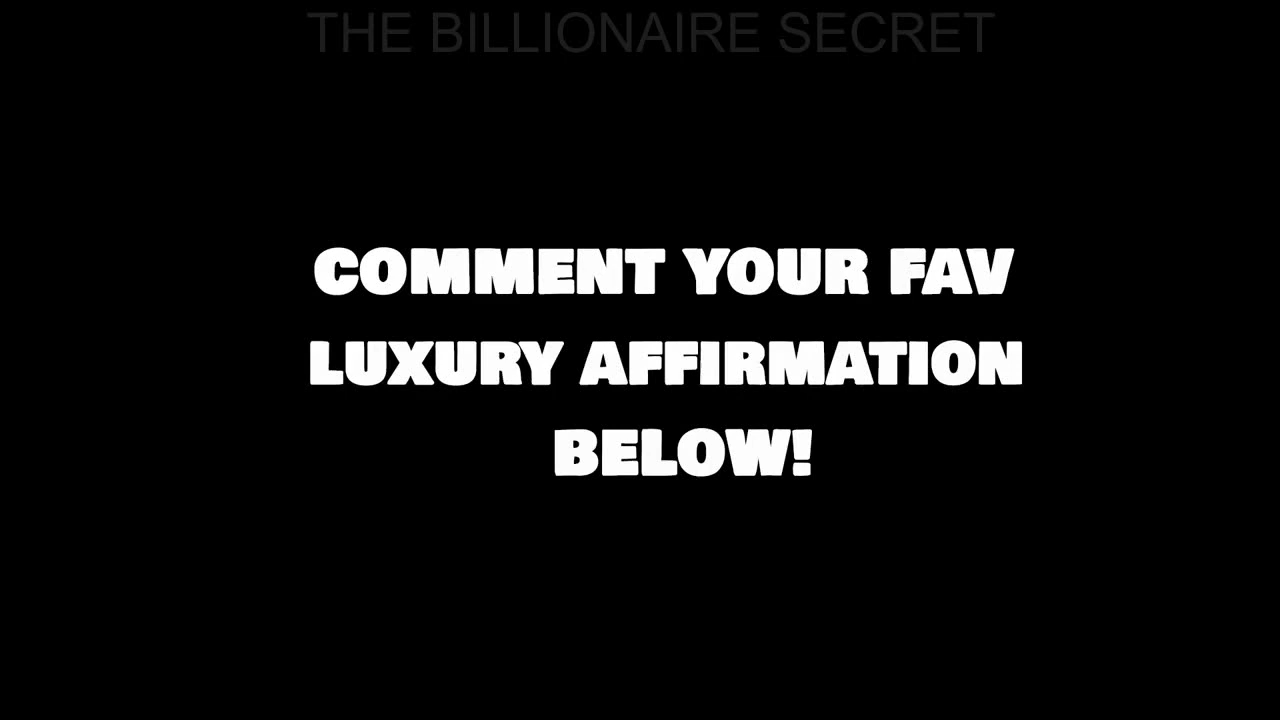 THE BILLIONAIRE SECRET
COMMENT YOUR FAV
LUXURY AFFIRMATION
BELOW!